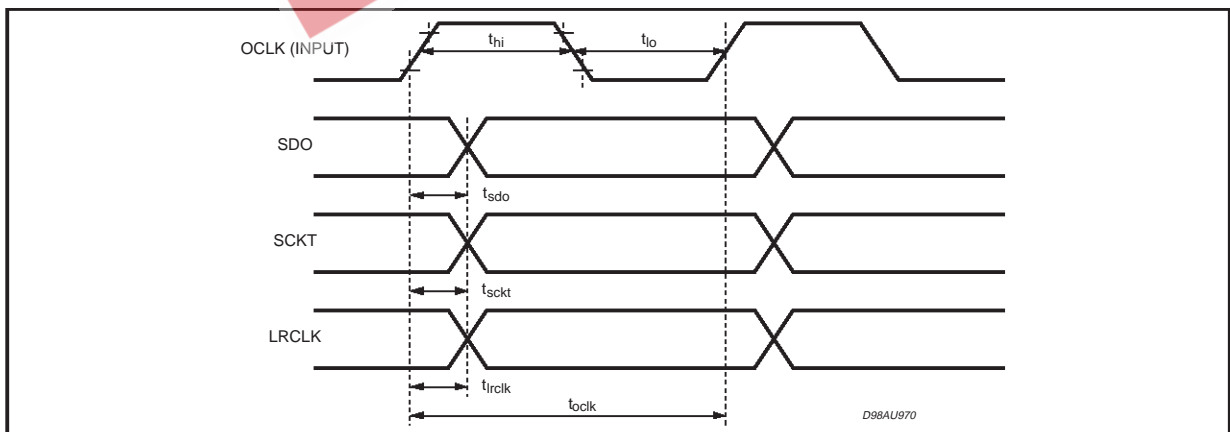 OCLK (INPUT)
thi
tlo
SDO
tsdo
SCKT
tsckt
LRCLK
tlrclk
toclk
D98AU970